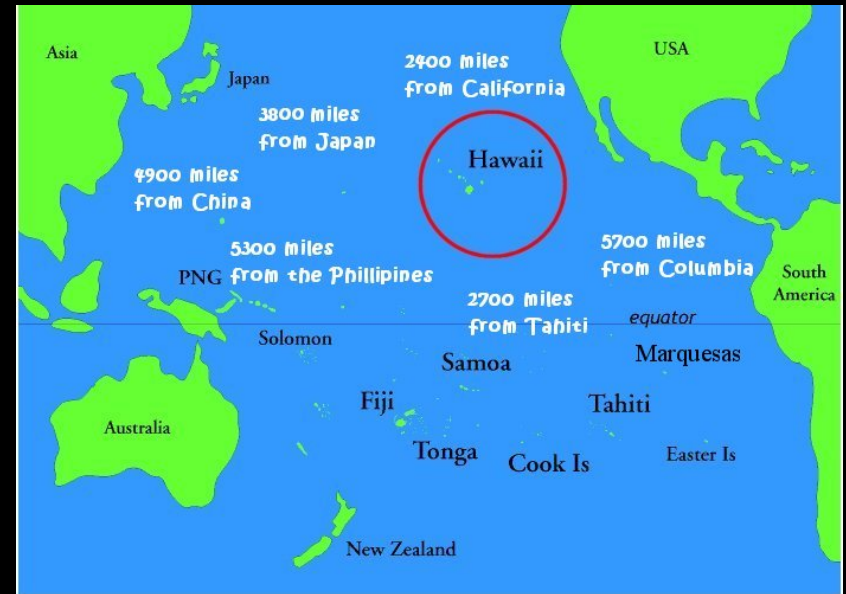 Asia
USA
Japan
2400 miles
from California
3800 miles
from Japan
Hawaii
4900 miles
from China
5300 miles
from the Phillipines
PNG
5700 miles
from Columbia
South
America
2700 miles
from Tahiti
equator
Solomon
Samoa
Marquesas
Fiji
Tahiti
Australia
Tonga
Cook Is
Easter Is
New Zealand